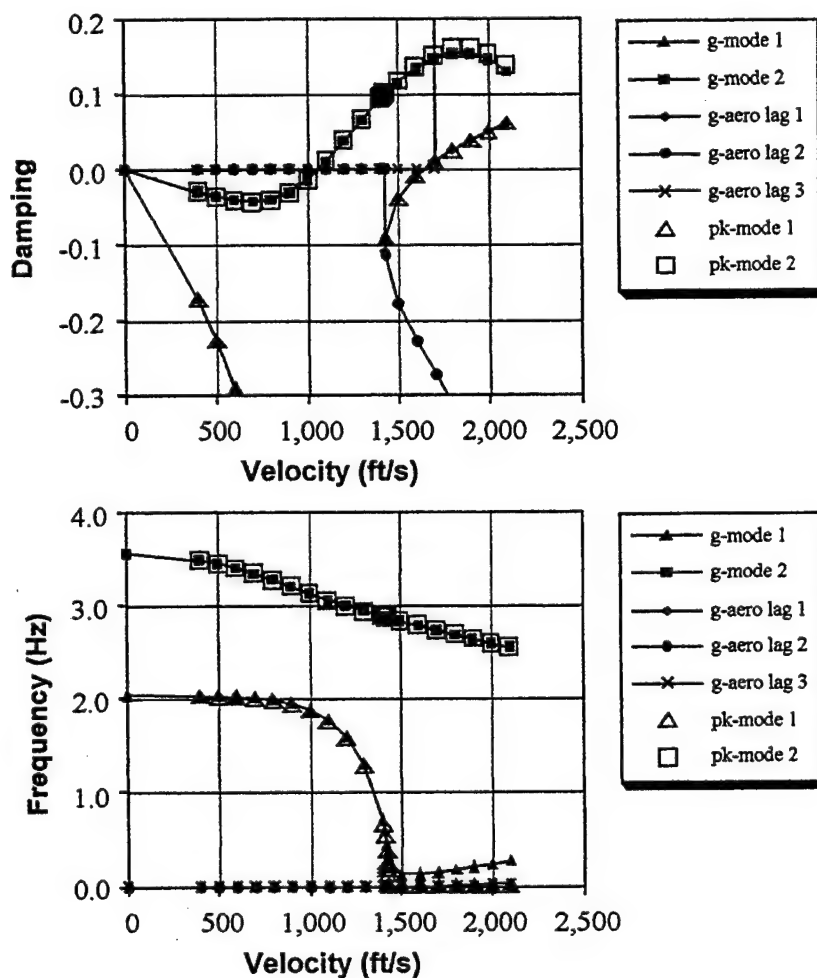 0.2
0.1
0.0
-0.1
-0.2
-0.3
Damping
0 500 1,000 1,500 2,000 2,500
Velocity (ft/s)
g-mode 1
g-mode 2
g-aero lag 1
g-aero lag 2
g-aero lag 3
pk-mode 1
pk-mode 2
4.0
3.0
2.0
1.0
0.0
Frequency (Hz)
0 500 1,000 1,500 2,000 2,500
Velocity (ft/s)
g-mode 1
g-mode 2
g-aero lag 1
g-aero lag 2
g-aero lag 3
pk-mode 1
pk-mode 2